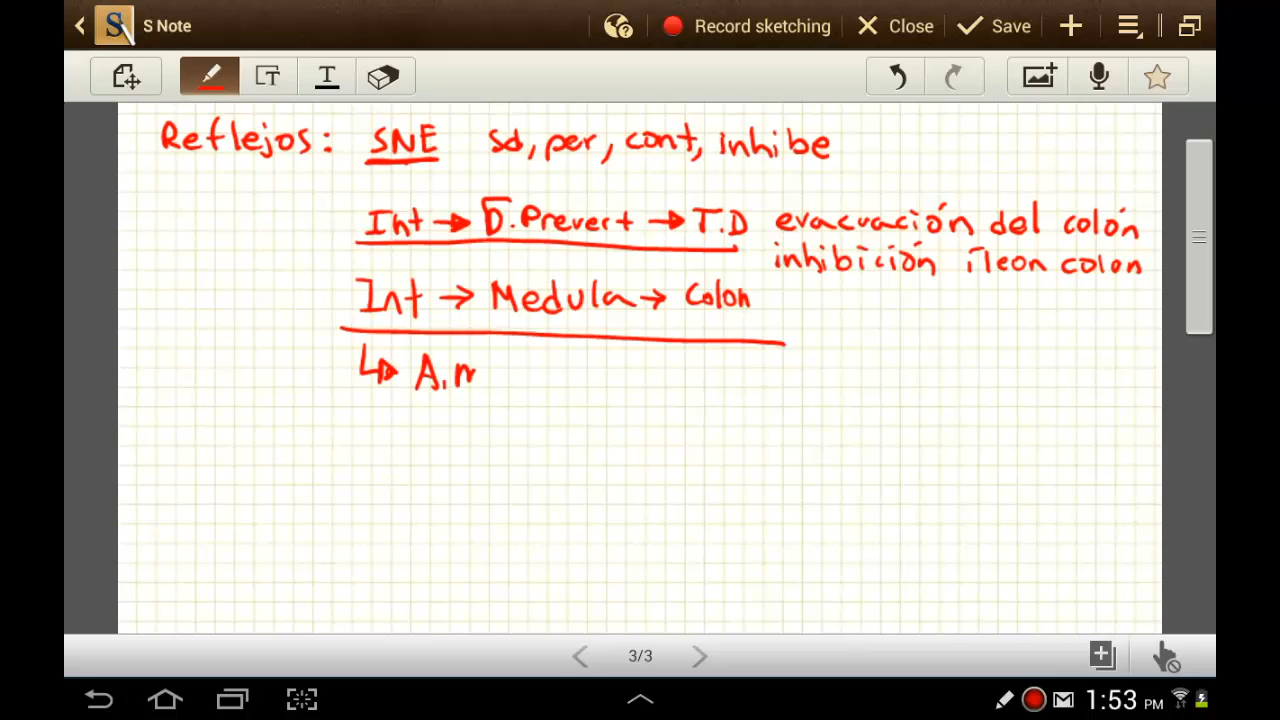 S Note
Record sketching
Close
Save
Reflejos: SNE sd, per, cont, inhibe
Int → D.Prevert → T.D evacuación del colón
inhibición íleon colon
Int → Medula → Colon
↳ A.m
3/3
1:53 PM